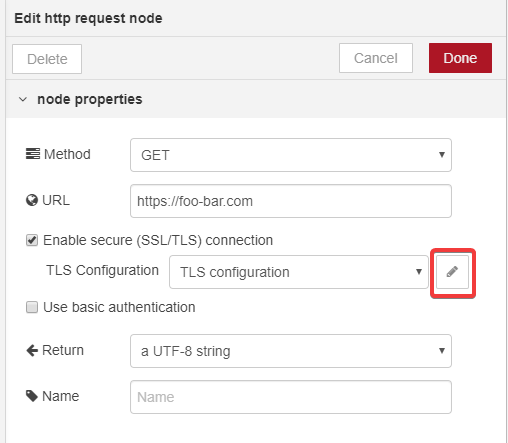 Edit http request node
Delete
Cancel
Done
node properties
Method
GET
URL
https://foo-bar.com
Enable secure (SSL/TLS) connection
TLS Configuration
TLS configuration
Use basic authentication
Return
a UTF-8 string
Name
Name